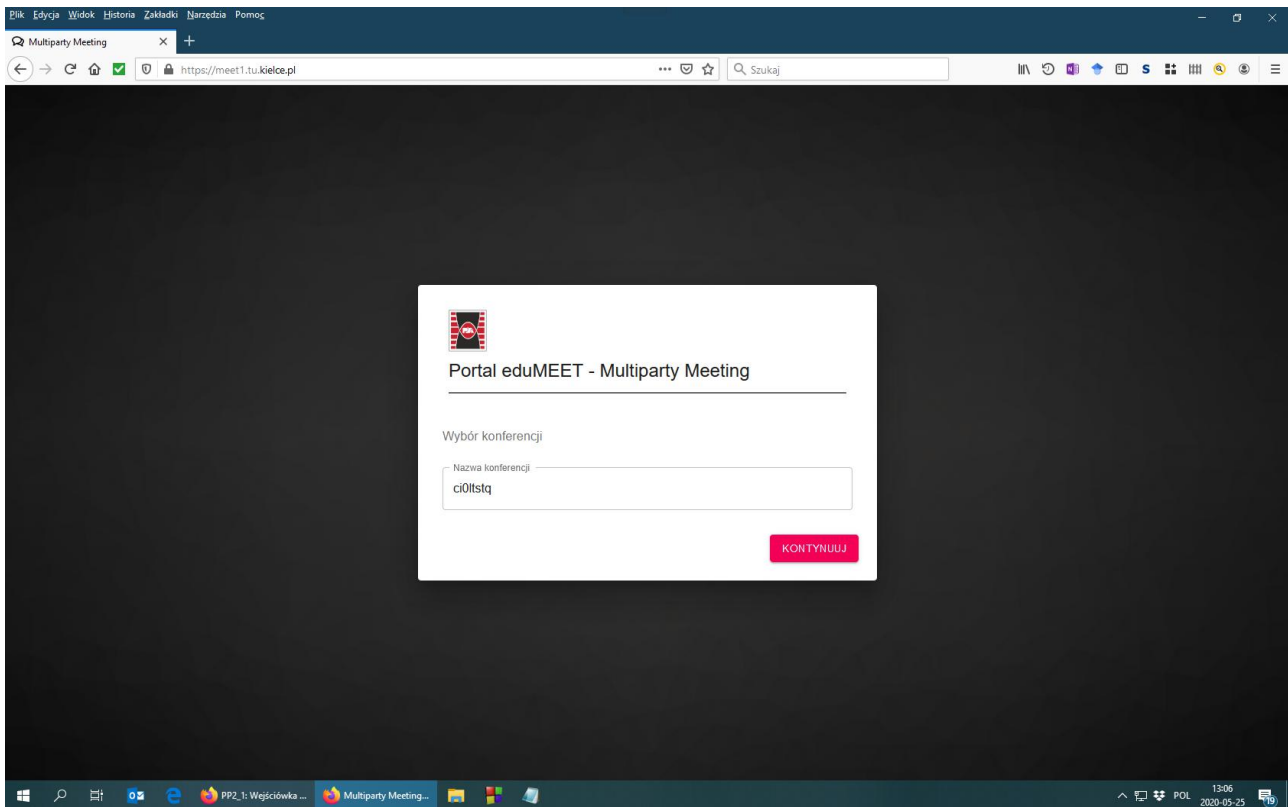 Plik Edycja Widok Historia Zakładki Narzędzia Pomoc
Multiparty Meeting
https://meet1.tu.kielce.pl
Szukaj
Portal eduMEET - Multiparty Meeting
Wybór konferencji
Nazwa konferencji
ci0ltstq
KONTYNUUJ
PP2_1: Wejściówka ...
Multiparty Meeting...
POL
13:06
2020-05-25